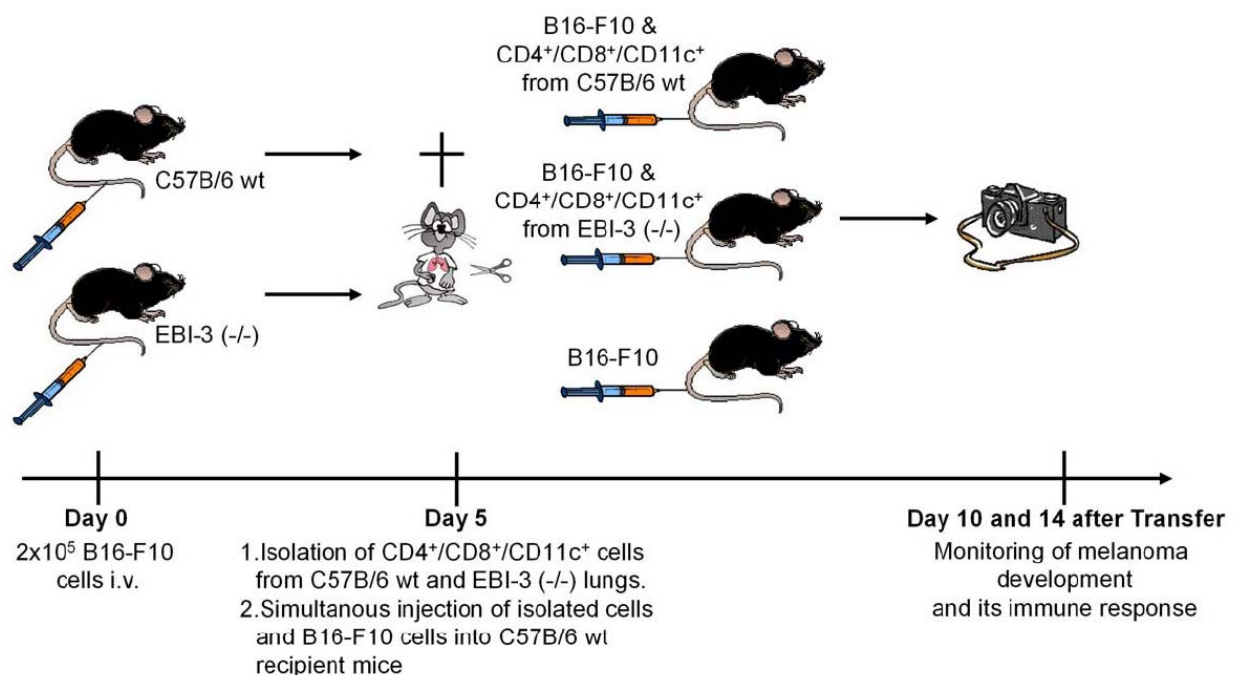 B16-F10 &
CD4⁺/CD8⁺/CD11c⁺
from C57B/6 wt
C57B/6 wt
B16-F10 &
CD4⁺/CD8⁺/CD11c⁺
from EBI-3 (-/-)
EBI-3 (-/-)
B16-F10
Day 0
2x10⁵ B16-F10
cells i.v.
Day 5
1.Isolation of CD4⁺/CD8⁺/CD11c⁺ cells
from C57B/6 wt and EBI-3 (-/-) lungs.
2.Simultanous injection of isolated cells
and B16-F10 cells into C57B/6 wt
recipient mice
Day 10 and 14 after Transfer
Monitoring of melanoma
development
and its immune response